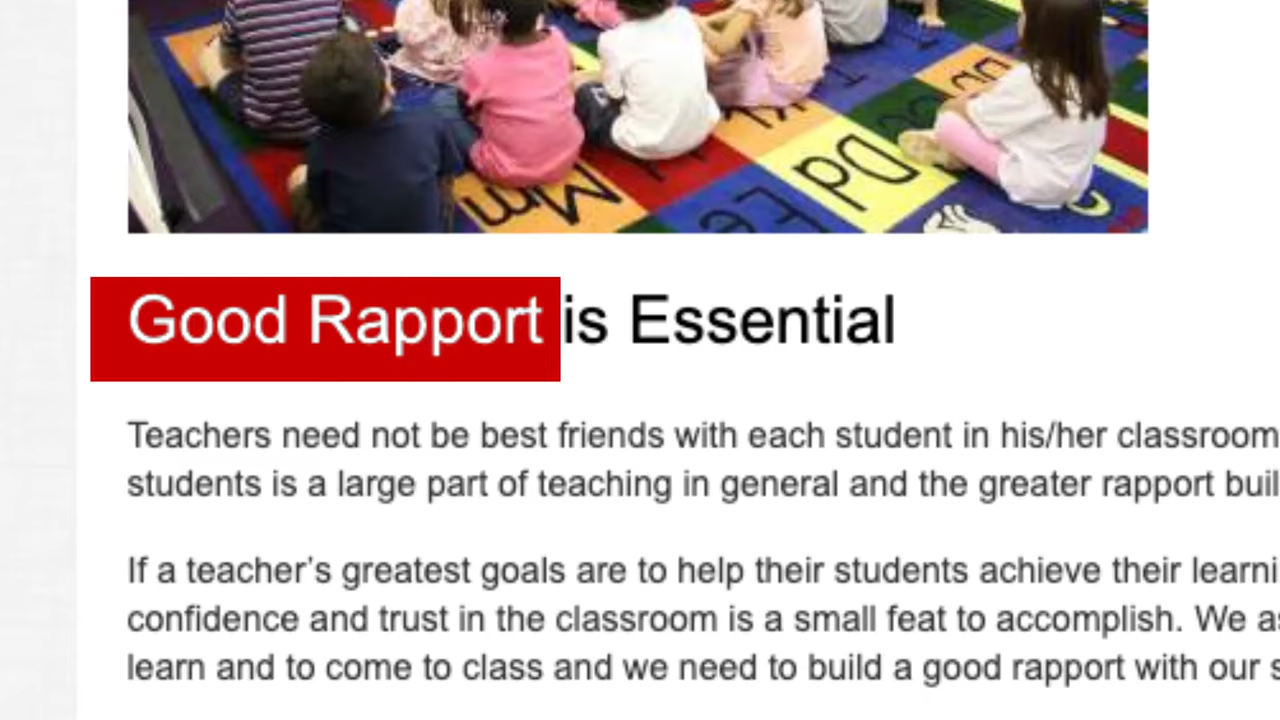 Mm
Ee
Dd
Good Rapport is Essential
Teachers need not be best friends with each student in his/her classroom
students is a large part of teaching in general and the greater rapport buil
If a teacher’s greatest goals are to help their students achieve their learni
confidence and trust in the classroom is a small feat to accomplish. We as
learn and to come to class and we need to build a good rapport with our s